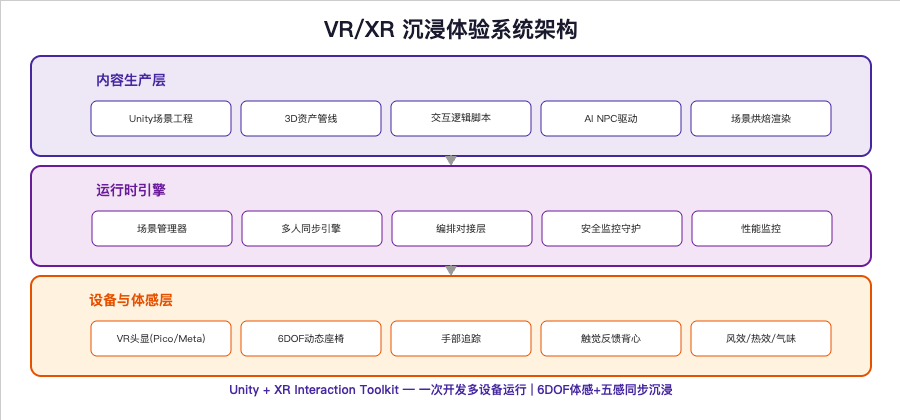 VR/XR 沉浸体验系统架构
内容生产层
Unity场景工程
3D资产管线
交互逻辑脚本
AI NPC驱动
场景烘焙渲染
运行时引擎
场景管理器
多人同步引擎
编排对接层
安全监控守护
性能监控
设备与体感层
VR头显(Pico/Meta)
6DOF动态座椅
手部追踪
触觉反馈背心
风效/热效/气味
Unity + XR Interaction Toolkit — 一次开发多设备运行 | 6DOF体感+五感同步沉浸